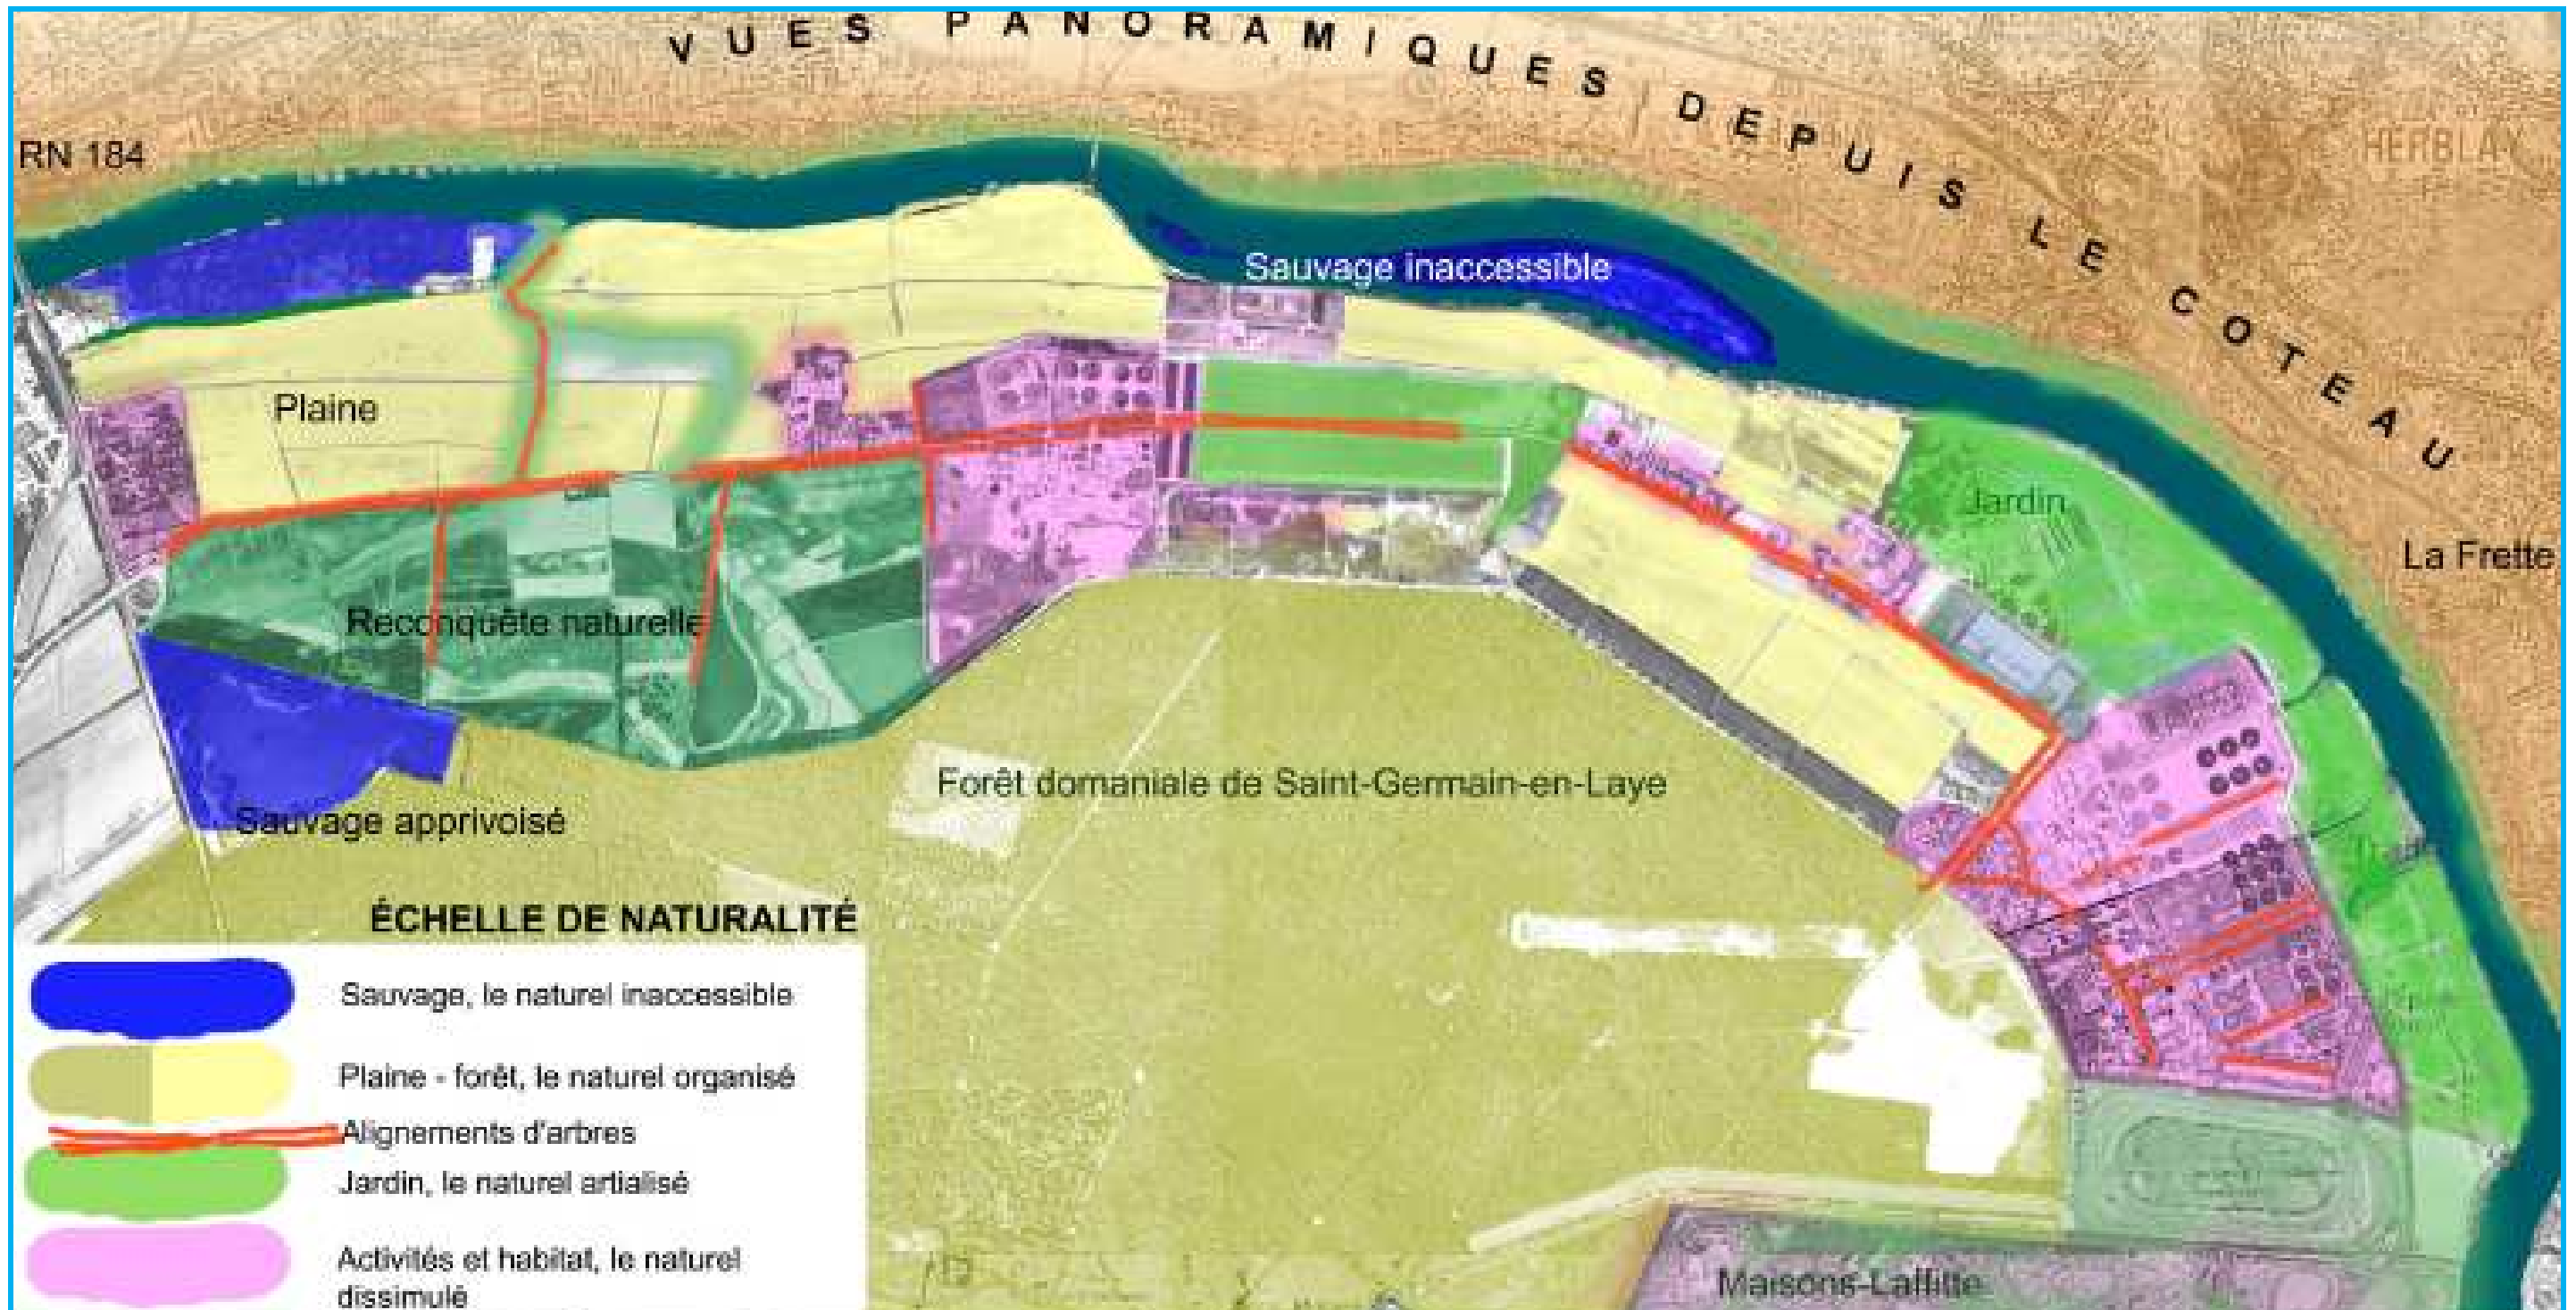 VUES PANORAMIQUES DEPUIS LE COTEAU
RN 184
HERBLAY
Sauvage inaccessible
Plaine
Jardin
La Frette
Reconquête naturelle
Forêt domaniale de Saint-Germain-en-Laye
Sauvage apprivoisé
ÉCHELLE DE NATURALITÉ
Sauvage, le naturel inaccessible
Plaine - forêt, le naturel organisé
Alignements d'arbres
Jardin, le naturel artialisé
Activités et habitat, le naturel
dissimulé
Maisons-Laffitte